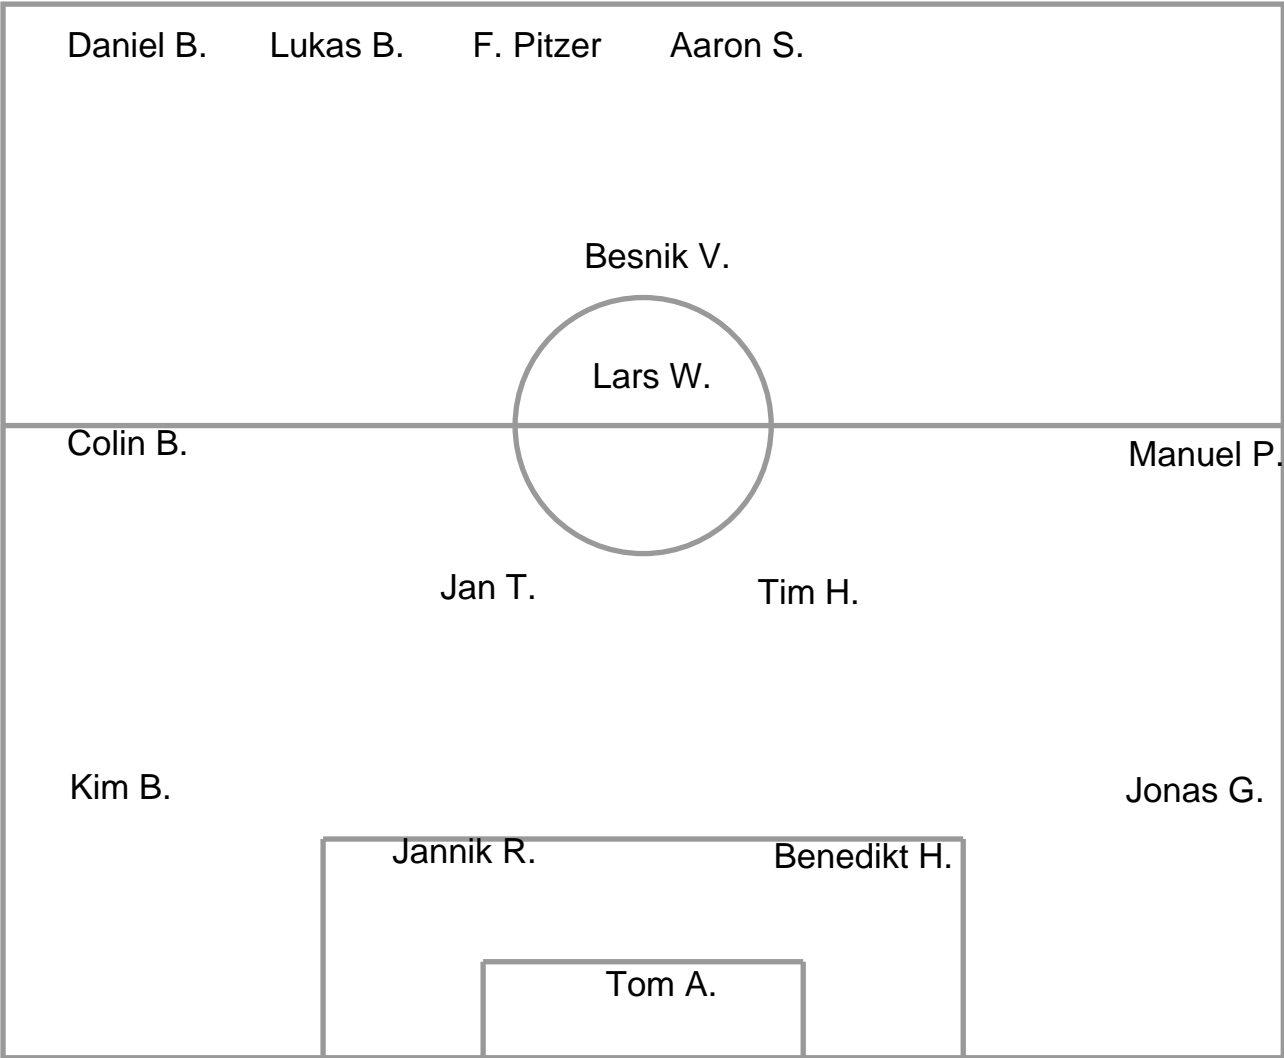 Daniel B. Lukas B. F. Pitzer Aaron S.
Besnik V.
Lars W.
Colin B. Manuel P.
Jan T. Tim H.
Kim B. Jonas G.
Jannik R. Benedikt H.
Tom A.